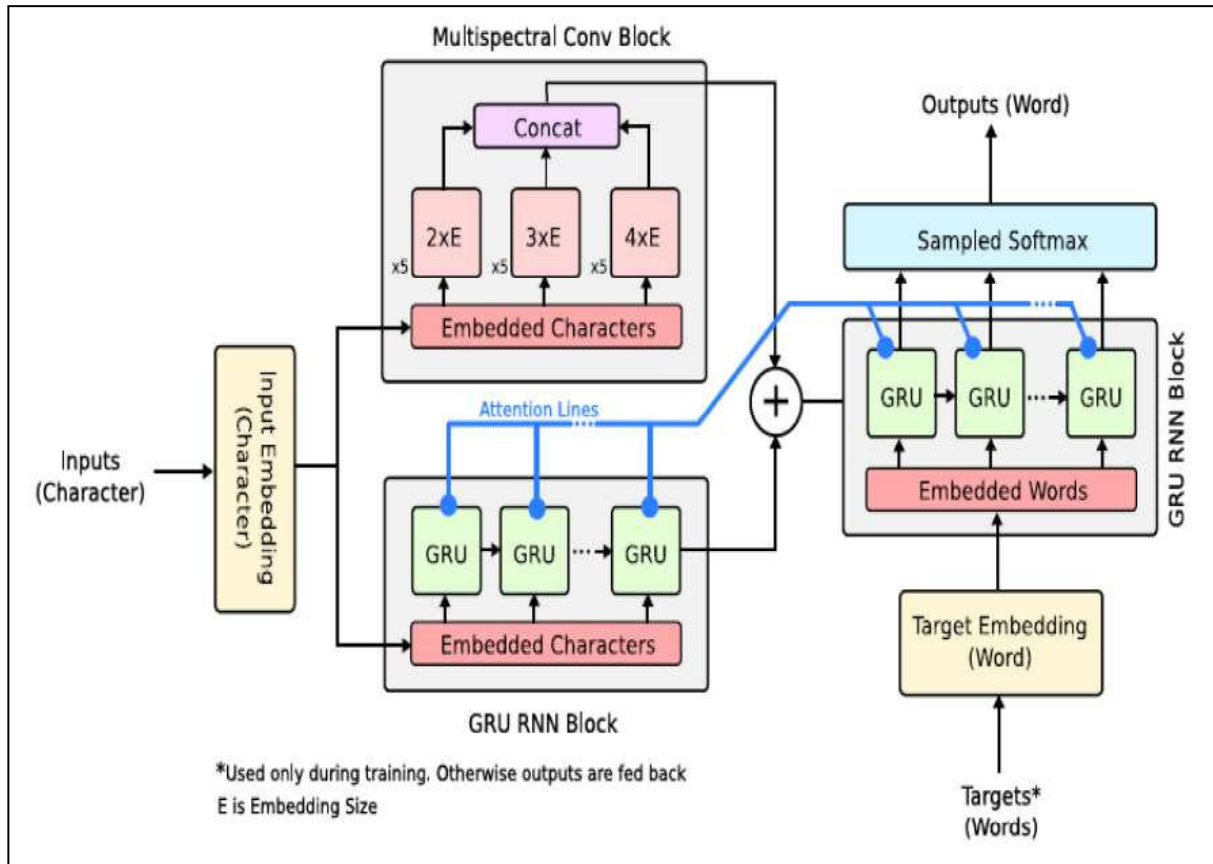 Multispectral Conv Block
Concat
2xE
3xE
4xE
x5
x5
x5
Embedded Characters
Input Embedding
(Character)
Inputs
(Character)
Attention Lines
GRU
GRU
...
GRU
Embedded Characters
GRU RNN Block
+
Outputs (Word)
Sampled Softmax
GRU
GRU
...
GRU
Embedded Words
GRU RNN Block
Target Embedding
(Word)
Targets*
(Words)
*Used only during training. Otherwise outputs are fed back
E is Embedding Size